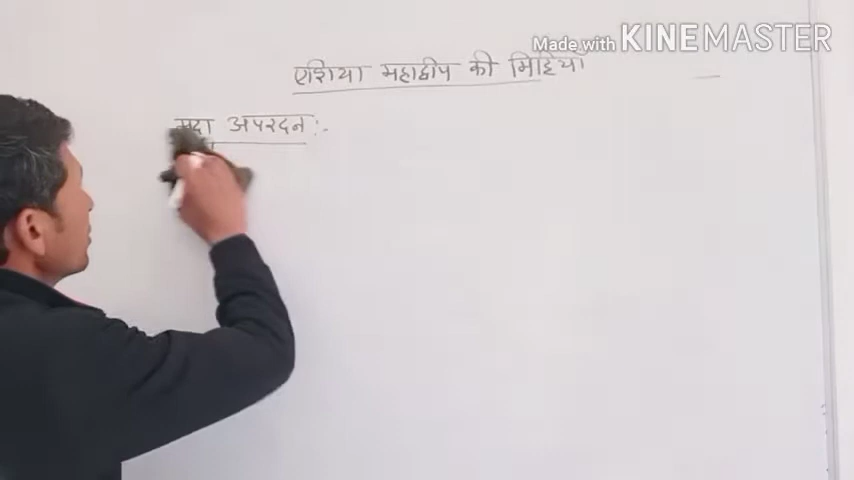 Made with KINEMASTER
एशिया महाद्वीप की मिट्टियाँ
मृदा अपरदन :-